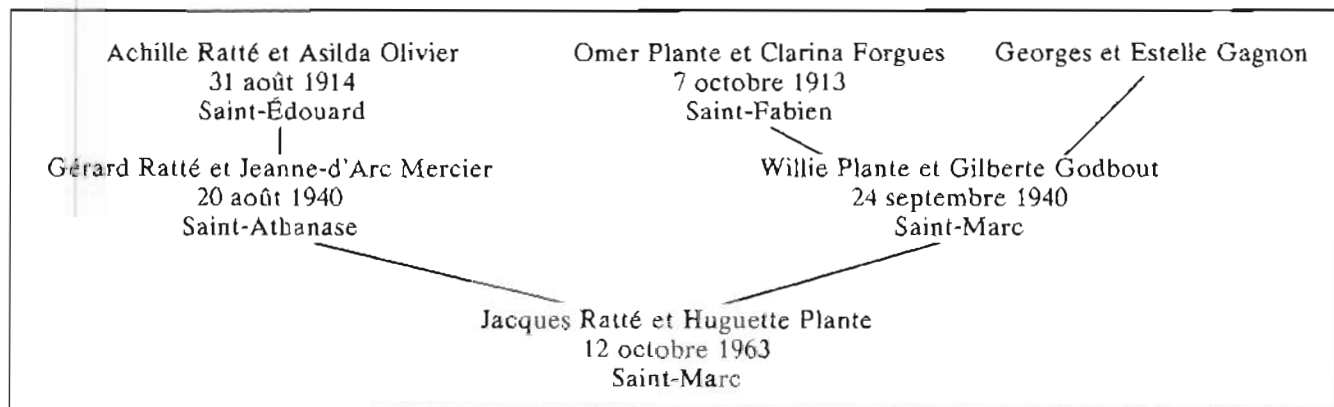 Achille Ratté et Asilda Olivier
31 août 1914
Saint-Édouard
Omer Plante et Clarina Forgues
7 octobre 1913
Saint-Fabien
Georges et Estelle Gagnon
Gérard Ratté et Jeanne-d'Arc Mercier
20 août 1940
Saint-Athanase
Willie Plante et Gilberte Godbout
24 septembre 1940
Saint-Marc
Jacques Ratté et Huguette Plante
12 octobre 1963
Saint-Marc